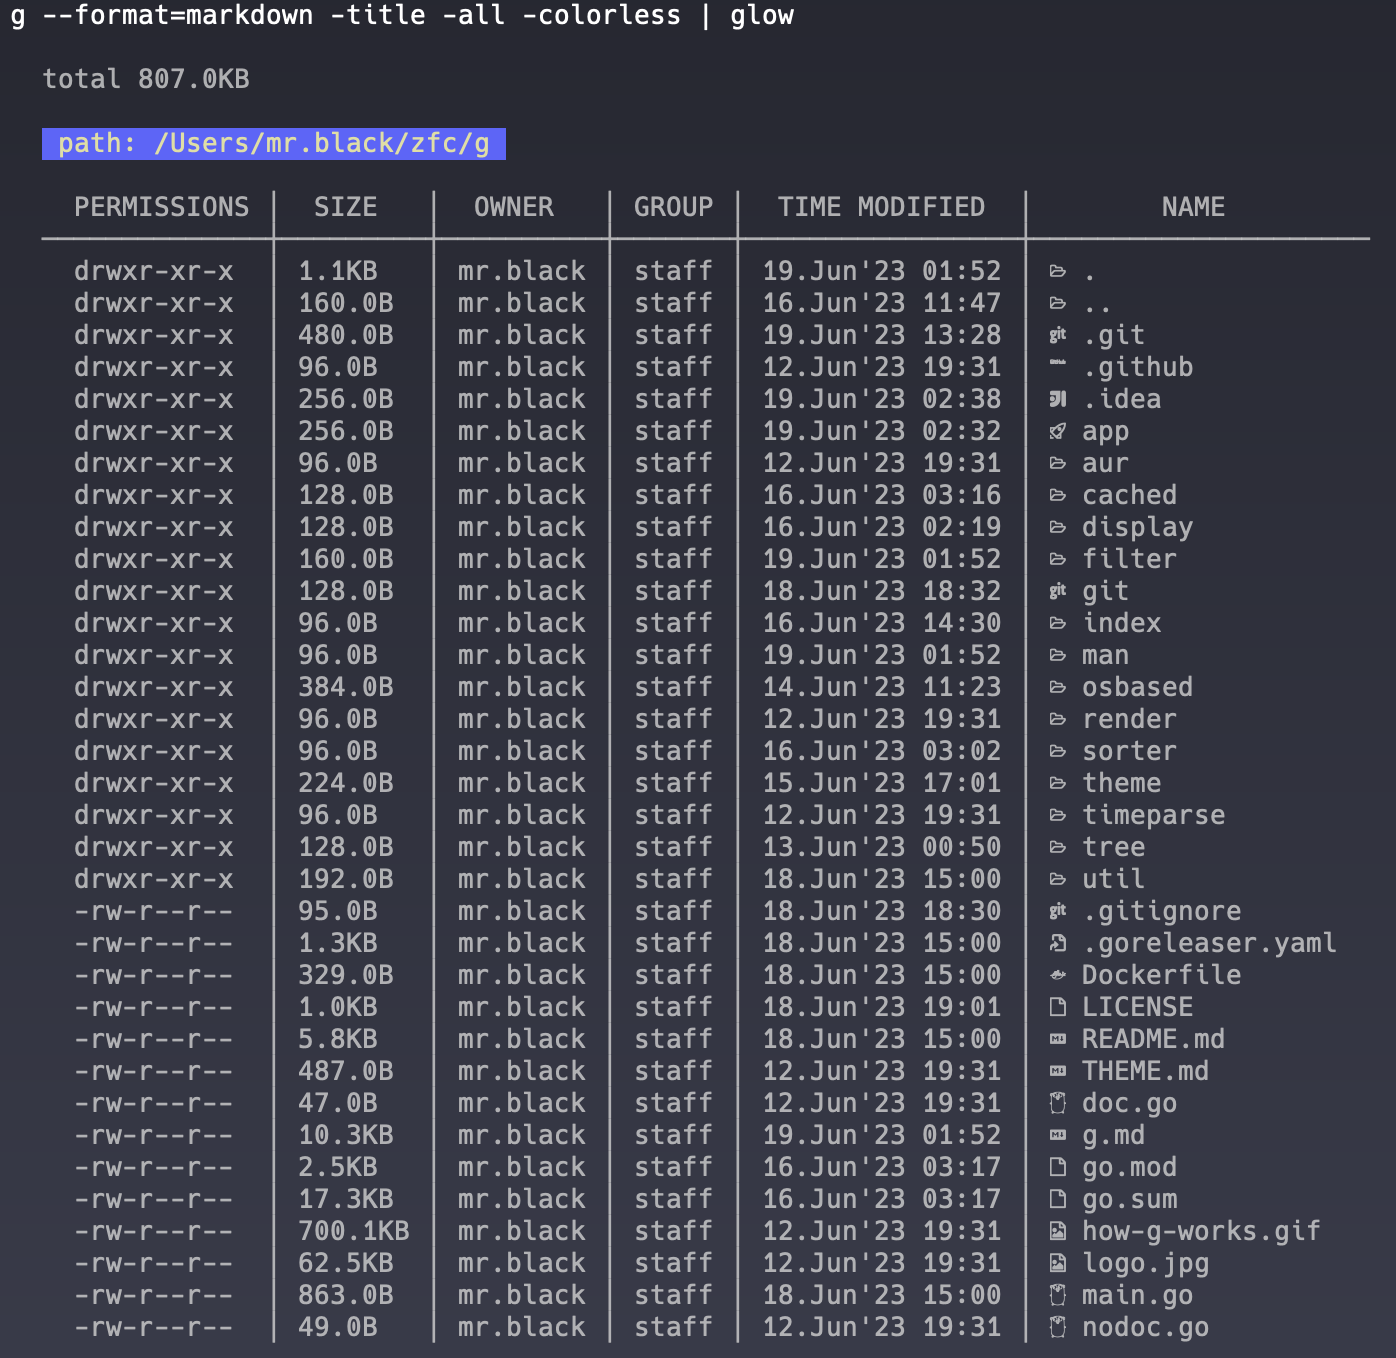 g --format=markdown -title -all -colorless | glow
total 807.0KB
path: /Users/mr.black/zfc/g
PERMISSIONS │ SIZE │ OWNER │ GROUP │ TIME MODIFIED │ NAME
drwxr-xr-x │ 1.1KB │ mr.black │ staff │ 19.Jun'23 01:52 │ .
drwxr-xr-x │ 160.0B │ mr.black │ staff │ 16.Jun'23 11:47 │ ..
drwxr-xr-x │ 480.0B │ mr.black │ staff │ 19.Jun'23 13:28 │ .git
drwxr-xr-x │ 96.0B │ mr.black │ staff │ 12.Jun'23 19:31 │ .github
drwxr-xr-x │ 256.0B │ mr.black │ staff │ 19.Jun'23 02:38 │ .idea
drwxr-xr-x │ 256.0B │ mr.black │ staff │ 19.Jun'23 02:32 │ app
drwxr-xr-x │ 96.0B │ mr.black │ staff │ 12.Jun'23 19:31 │ aur
drwxr-xr-x │ 128.0B │ mr.black │ staff │ 16.Jun'23 03:16 │ cached
drwxr-xr-x │ 128.0B │ mr.black │ staff │ 16.Jun'23 02:19 │ display
drwxr-xr-x │ 160.0B │ mr.black │ staff │ 19.Jun'23 01:52 │ filter
drwxr-xr-x │ 128.0B │ mr.black │ staff │ 18.Jun'23 18:32 │ git
drwxr-xr-x │ 96.0B │ mr.black │ staff │ 16.Jun'23 14:30 │ index
drwxr-xr-x │ 96.0B │ mr.black │ staff │ 19.Jun'23 01:52 │ man
drwxr-xr-x │ 384.0B │ mr.black │ staff │ 14.Jun'23 11:23 │ osbased
drwxr-xr-x │ 96.0B │ mr.black │ staff │ 12.Jun'23 19:31 │ render
drwxr-xr-x │ 96.0B │ mr.black │ staff │ 16.Jun'23 03:02 │ sorter
drwxr-xr-x │ 224.0B │ mr.black │ staff │ 15.Jun'23 17:01 │ theme
drwxr-xr-x │ 96.0B │ mr.black │ staff │ 12.Jun'23 19:31 │ timeparse
drwxr-xr-x │ 128.0B │ mr.black │ staff │ 13.Jun'23 00:50 │ tree
drwxr-xr-x │ 192.0B │ mr.black │ staff │ 18.Jun'23 15:00 │ util
-rw-r--r-- │ 95.0B │ mr.black │ staff │ 18.Jun'23 18:30 │ .gitignore
-rw-r--r-- │ 1.3KB │ mr.black │ staff │ 18.Jun'23 15:00 │ .goreleaser.yaml
-rw-r--r-- │ 329.0B │ mr.black │ staff │ 18.Jun'23 15:00 │ Dockerfile
-rw-r--r-- │ 1.0KB │ mr.black │ staff │ 18.Jun'23 19:01 │ LICENSE
-rw-r--r-- │ 5.8KB │ mr.black │ staff │ 18.Jun'23 15:00 │ README.md
-rw-r--r-- │ 487.0B │ mr.black │ staff │ 12.Jun'23 19:31 │ THEME.md
-rw-r--r-- │ 47.0B │ mr.black │ staff │ 12.Jun'23 19:31 │ doc.go
-rw-r--r-- │ 10.3KB │ mr.black │ staff │ 19.Jun'23 01:52 │ g.md
-rw-r--r-- │ 2.5KB │ mr.black │ staff │ 16.Jun'23 03:17 │ go.mod
-rw-r--r-- │ 17.3KB │ mr.black │ staff │ 16.Jun'23 03:17 │ go.sum
-rw-r--r-- │ 700.1KB │ mr.black │ staff │ 12.Jun'23 19:31 │ how-g-works.gif
-rw-r--r-- │ 62.5KB │ mr.black │ staff │ 12.Jun'23 19:31 │ logo.jpg
-rw-r--r-- │ 863.0B │ mr.black │ staff │ 18.Jun'23 15:00 │ main.go
-rw-r--r-- │ 49.0B │ mr.black │ staff │ 12.Jun'23 19:31 │ nodoc.go